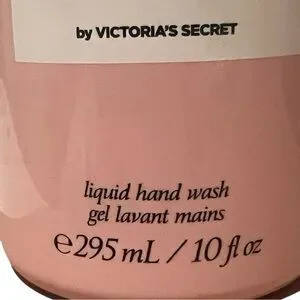 by VICTORIA'S SECRET
liquid hand wash
gel lavant mains
℮295 mL / 10 fl oz